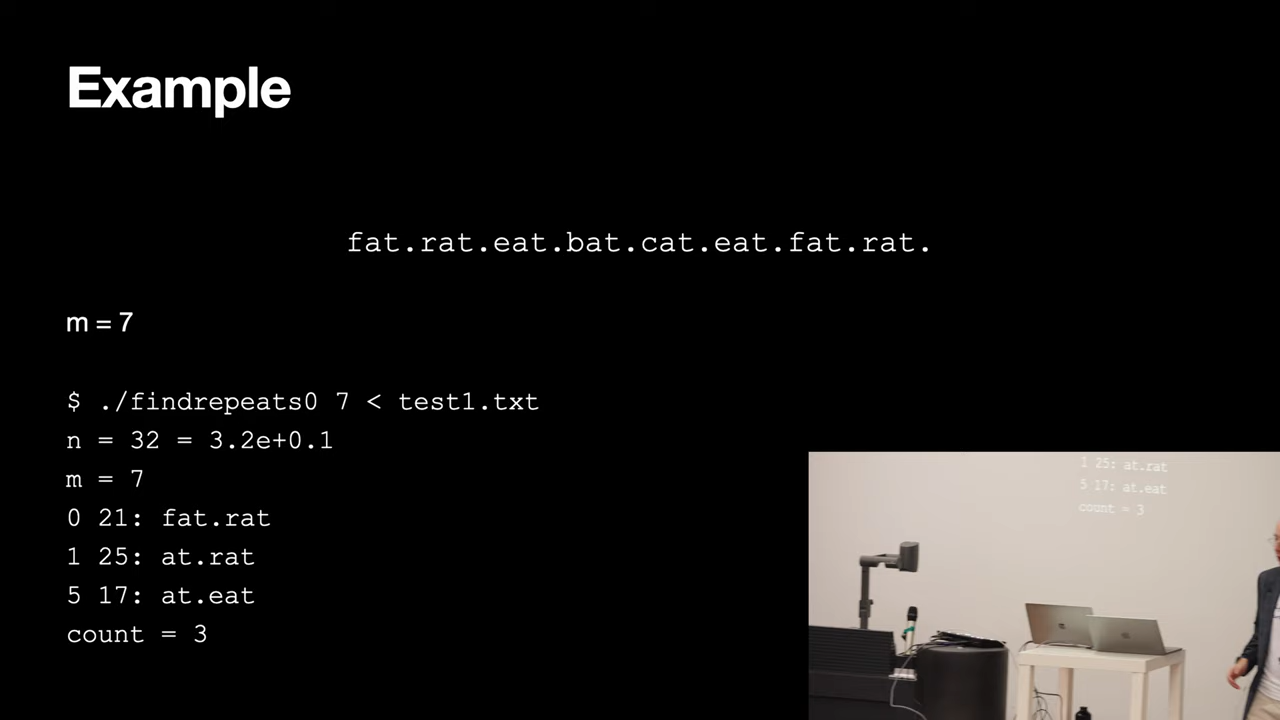 Example
fat.rat.eat.bat.cat.eat.fat.rat.
m = 7
$ ./findrepeats0 7 < test1.txt
n = 32 = 3.2e+0.1
m = 7
0 21: fat.rat
1 25: at.rat
5 17: at.eat
count = 3
1 25: at.rat
5 17: at.eat
count = 3